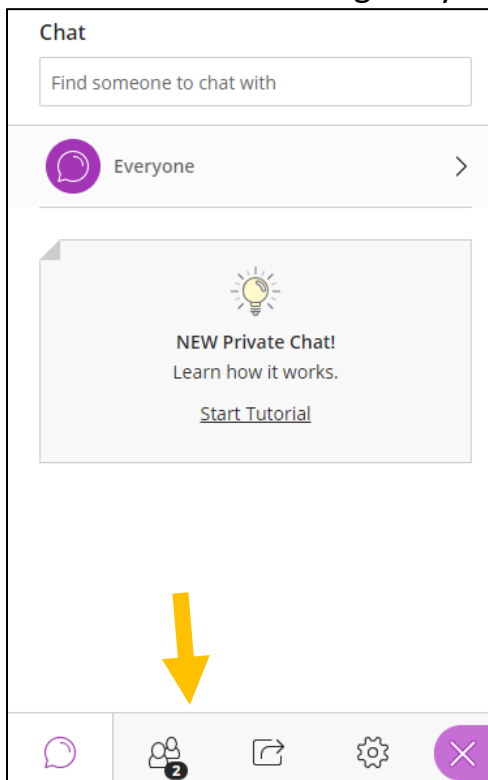 Chat
Find someone to chat with
Everyone
NEW Private Chat!
Learn how it works.
Start Tutorial
2